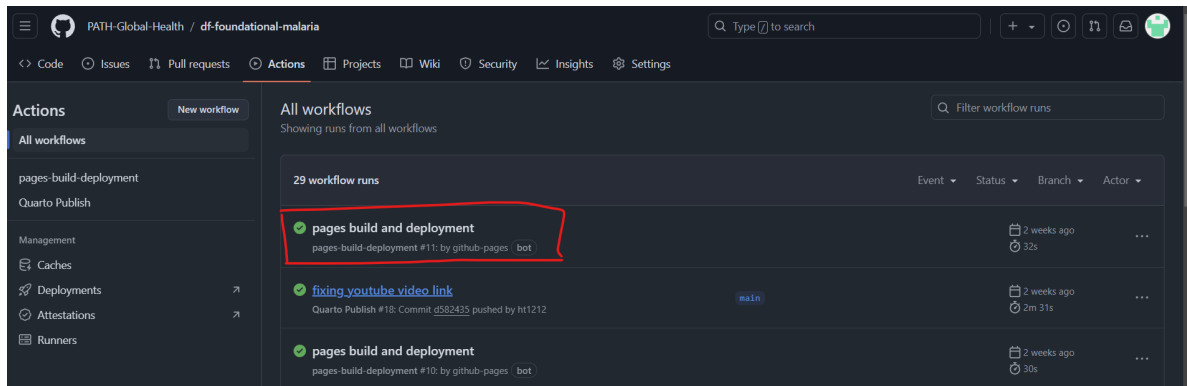 PATH-Global-Health / df-foundational-malaria
Type / to search
Code Issues Pull requests Actions Projects Wiki Security Insights Settings
Actions
New workflow
All workflows
pages-build-deployment
Quarto Publish
Management
Caches
Deployments
Attestations
Runners
All workflows
Showing runs from all workflows
Filter workflow runs
29 workflow runs
Event Status Branch Actor
pages build and deployment
pages-build-deployment #11: by github-pages bot
2 weeks ago
32s
fixing youtube video link
Quarto Publish #18: Commit d582435 pushed by ht1212
main
2 weeks ago
2m 31s
pages build and deployment
pages-build-deployment #10: by github-pages bot
2 weeks ago
30s